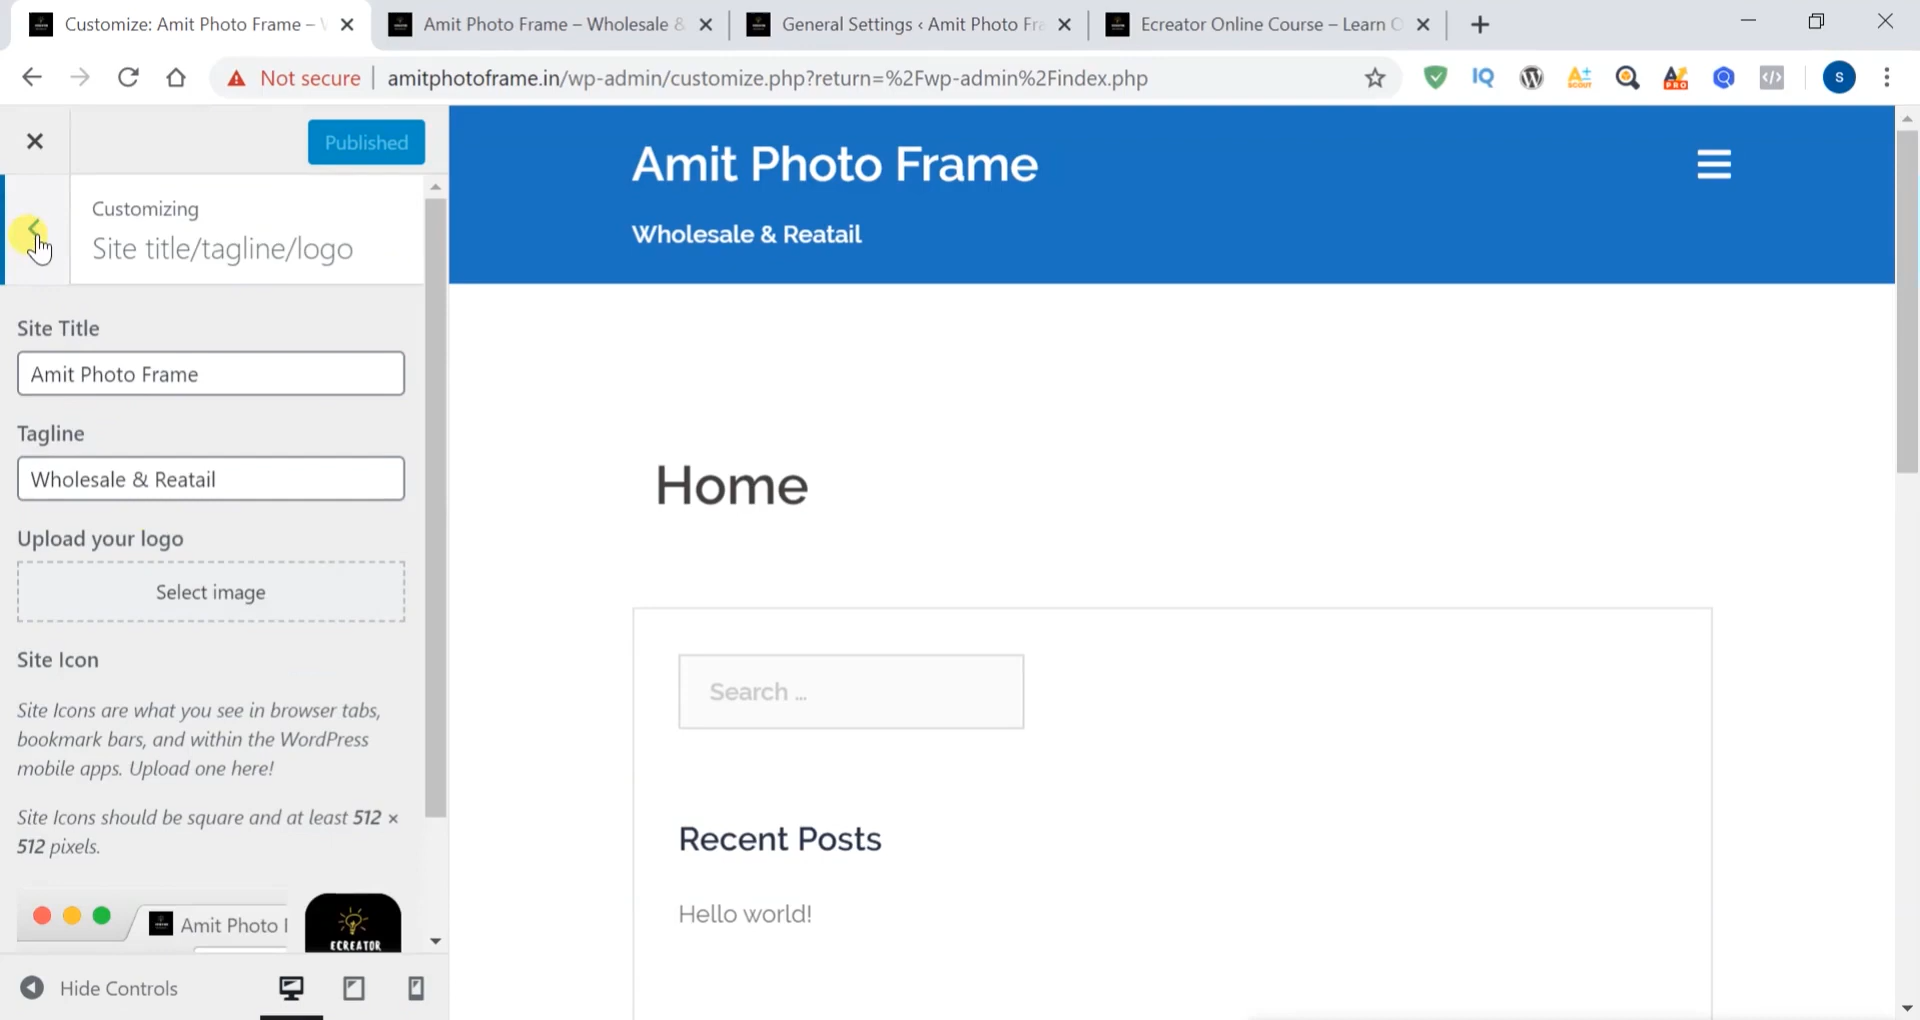 Customize: Amit Photo Frame –
Amit Photo Frame – Wholesale &
General Settings ‹ Amit Photo Fra
Ecreator Online Course – Learn O
Not secure
amitphotoframe.in/wp-admin/customize.php?return=%2Fwp-admin%2Findex.php
IQ
A±
SCOUT
PRO
S
Published
Customizing
Site title/tagline/logo
Site Title
Amit Photo Frame
Tagline
Wholesale & Reatail
Upload your logo
Select image
Site Icon
Site Icons are what you see in browser tabs,
bookmark bars, and within the WordPress
mobile apps. Upload one here!
Site Icons should be square and at least 512 ×
512 pixels.
Amit Photo
ECREATOR
Hide Controls
Amit Photo Frame
Wholesale & Reatail
Home
Search ...
Recent Posts
Hello world!